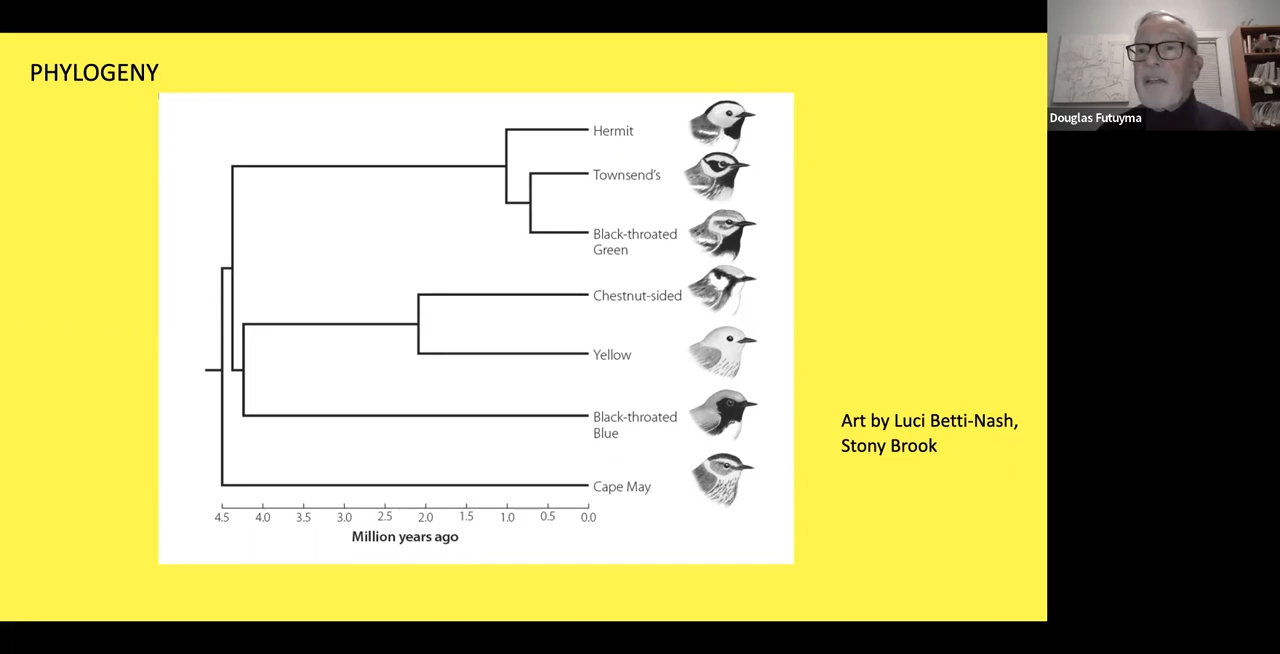 PHYLOGENY
Hermit
Townsend's
Black-throated
Green
Chestnut-sided
Yellow
Black-throated
Blue
Cape May
4.5 4.0 3.5 3.0 2.5 2.0 1.5 1.0 0.5 0.0
Million years ago
Art by Luci Betti-Nash,
Stony Brook
Douglas Futuyma